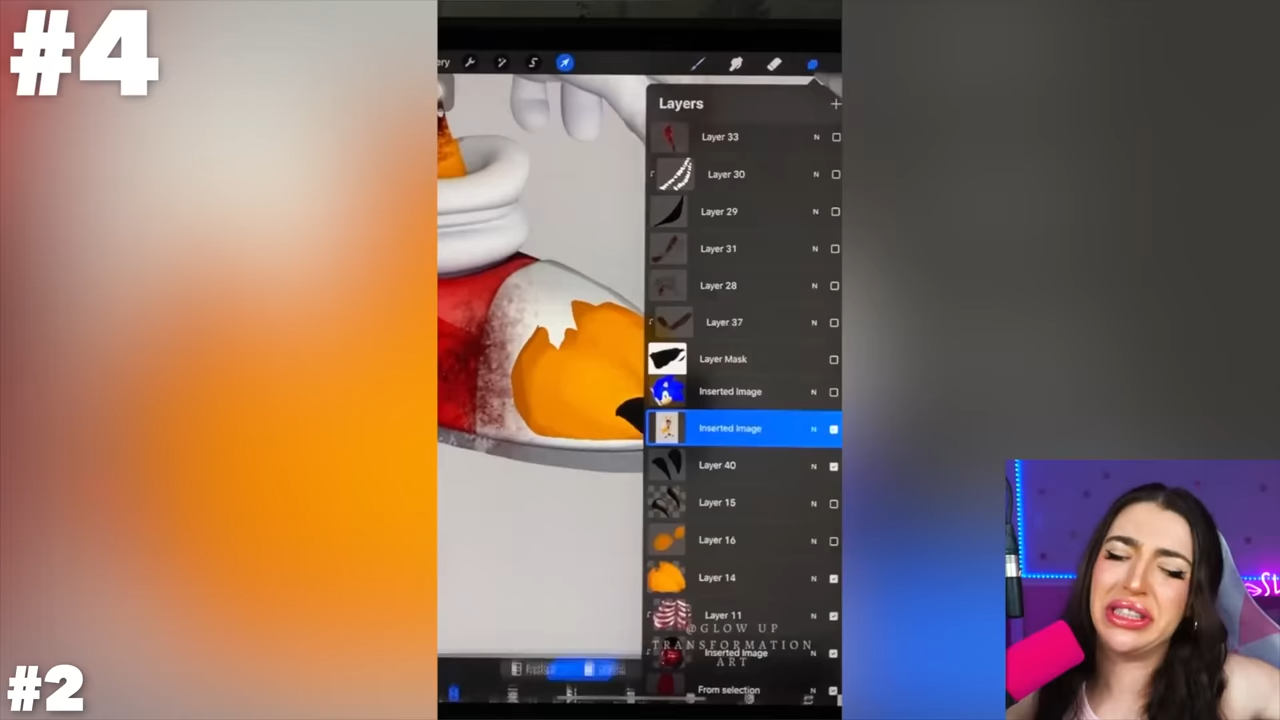 #4
ery
Layers
Layer 33
N
Layer 30
N
Layer 29
N
Layer 31
N
Layer 28
N
Layer 37
N
Layer Mask
Inserted Image
N
Inserted Image
N
Layer 40
N
Layer 15
N
Layer 16
N
Layer 14
N
Layer 11
N
@GLOW UP
TRANSFORMATION
ART
Inserted Image
N
From selection
N
#2